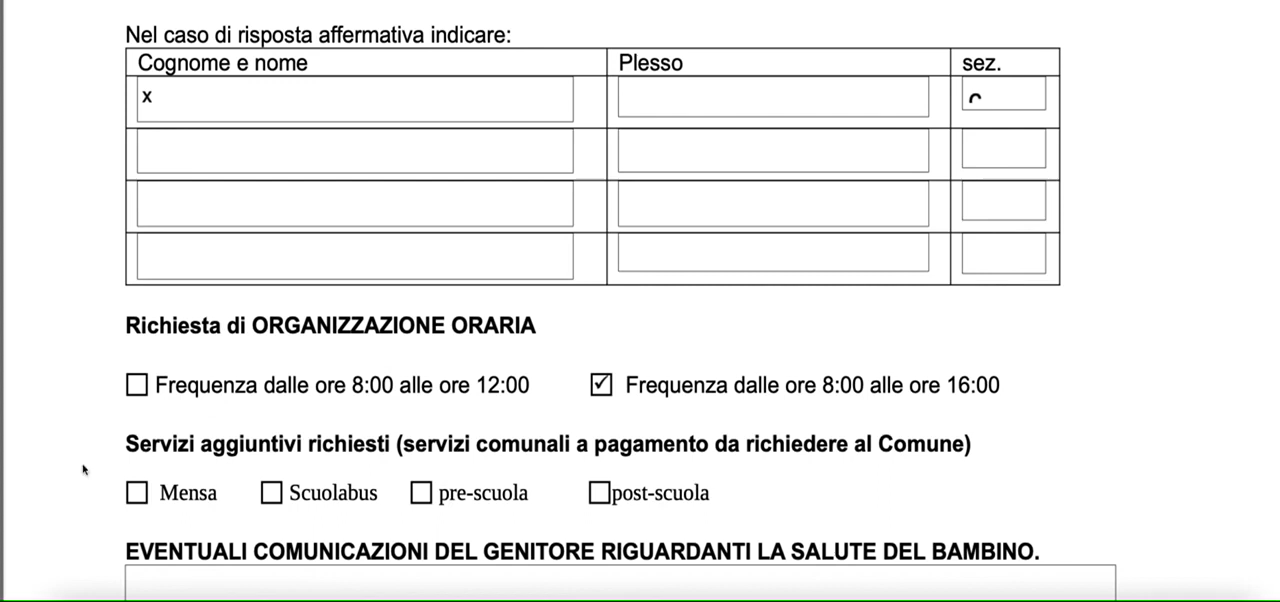 Nel caso di risposta affermativa indicare:
Cognome e nome Plesso sez.
x
Richiesta di ORGANIZZAZIONE ORARIA
Frequenza dalle ore 8:00 alle ore 12:00 Frequenza dalle ore 8:00 alle ore 16:00
Servizi aggiuntivi richiesti (servizi comunali a pagamento da richiedere al Comune)
Mensa Scuolabus pre-scuola post-scuola
EVENTUALI COMUNICAZIONI DEL GENITORE RIGUARDANTI LA SALUTE DEL BAMBINO.